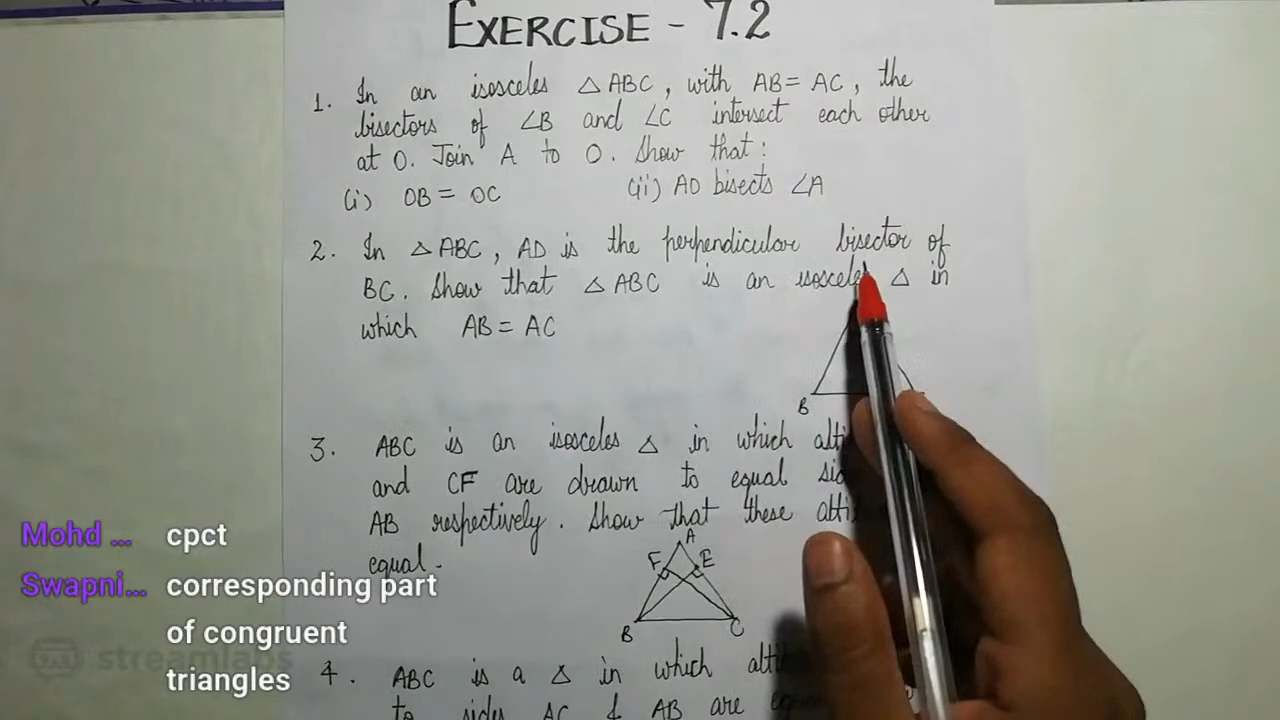 EXERCISE - 7.2
1. In an isosceles △ ABC, with AB = AC, the
bisectors of ∠B and ∠C intersect each other
at O. Join A to O. Show that:
(i) OB = OC (ii) AO bisects ∠A
2. In △ ABC, AD is the perpendicular bisector of
BC. Show that △ ABC is an isosceles △ in
which AB = AC
B
3. ABC is an isosceles △ in which
and CF are drawn to equal
AB respectively. Show that these
equal.
A
F E
B C
4. ABC is a △ in which
to sides AC & AB are
Mohd ... cpct
Swapni... corresponding part
of congruent
triangles
streamlabs